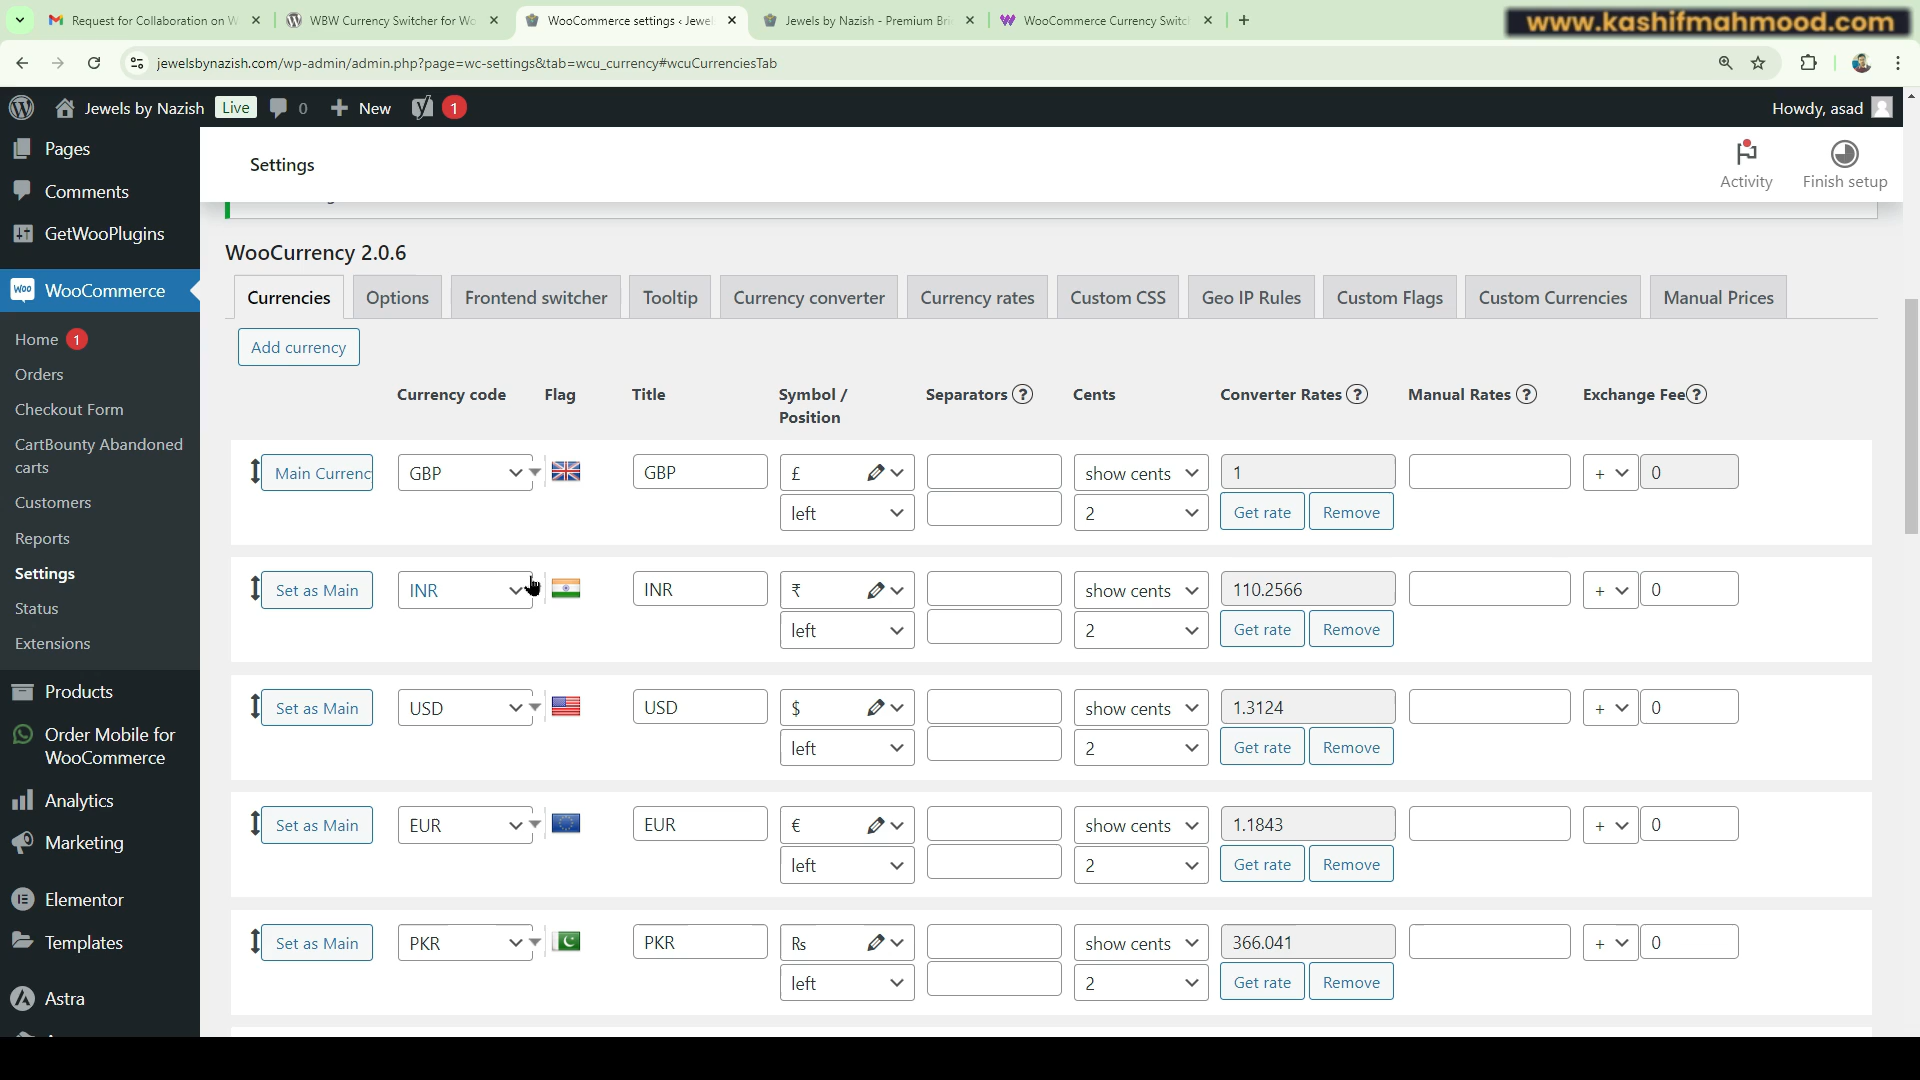 Request for Collaboration on W
WBW Currency Switcher for Wo
WooCommerce settings ‹ Jewel
Jewels by Nazish - Premium Bri
WooCommerce Currency Switc
www.kashifmahmood.com
jewelsbynazish.com/wp-admin/admin.php?page=wc-settings&tab=wcu_currency#wcuCurrenciesTab
Jewels by Nazish Live 0 New 1
Howdy, asad
Pages
Comments
GetWooPlugins
WooCommerce
Home 1
Orders
Checkout Form
CartBounty Abandoned
carts
Customers
Reports
Settings
Status
Extensions
Products
Order Mobile for
WooCommerce
Analytics
Marketing
Elementor
Templates
Astra
Settings
Activity
Finish setup
WooCurrency 2.0.6
Currencies Options Frontend switcher Tooltip Currency converter Currency rates Custom CSS Geo IP Rules Custom Flags Custom Currencies Manual Prices
Add currency
Currency code Flag Title Symbol / Separators ? Cents Converter Rates ? Manual Rates ? Exchange Fee ?
Position
Main Currenc GBP GBP £ show cents 1 + 0
left 2 Get rate Remove
Set as Main INR INR ₹ show cents 110.2566 + 0
left 2 Get rate Remove
Set as Main USD USD $ show cents 1.3124 + 0
left 2 Get rate Remove
Set as Main EUR EUR € show cents 1.1843 + 0
left 2 Get rate Remove
Set as Main PKR PKR ₨ show cents 366.041 + 0
left 2 Get rate Remove